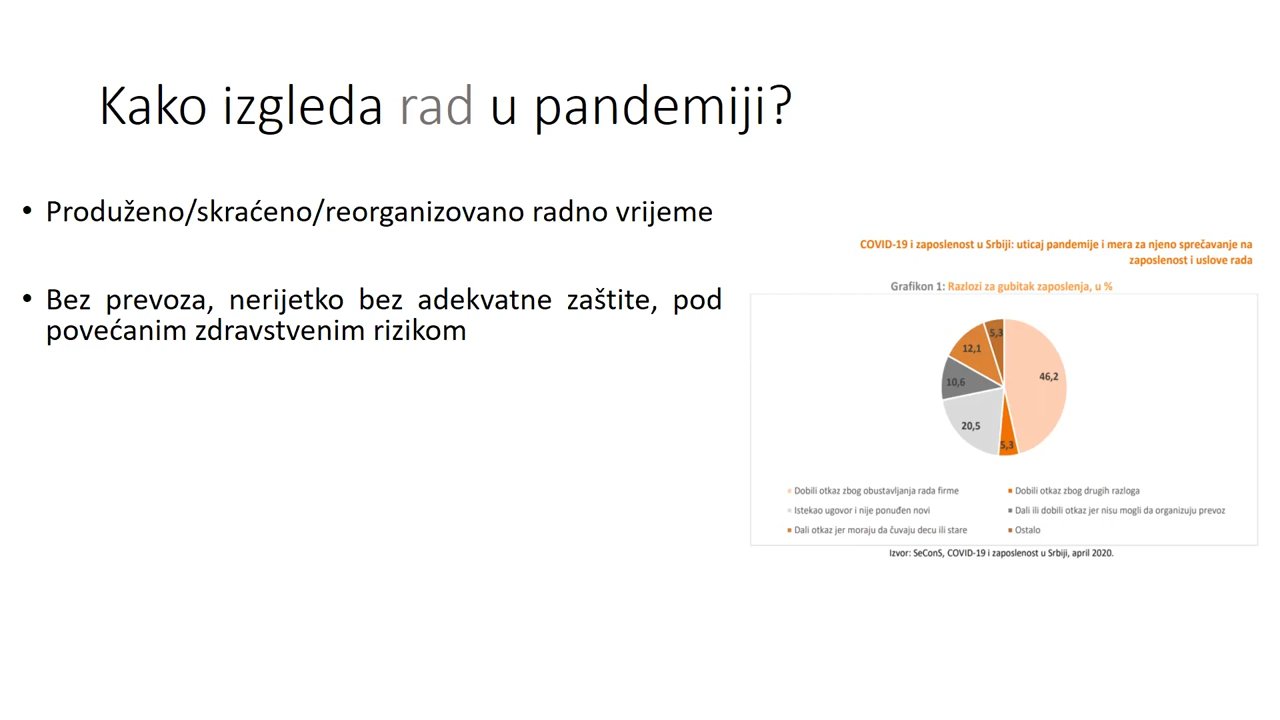 Kako izgleda rad u pandemiji?
• Produženo/skraćeno/reorganizovano radno vrijeme
• Bez prevoza, nerijetko bez adekvatne zaštite, pod
povećanim zdravstvenim rizikom
COVID-19 i zaposlenost u Srbiji: uticaj pandemije i mera za njeno sprečavanje na
zaposlenost i uslove rada
Grafikon 1: Razlozi za gubitak zaposlenja, u %
5,3
12,1
46,2
10,6
20,5
5,3
Dobili otkaz zbog obustavljanja rada firme
Dobili otkaz zbog drugih razloga
Istekao ugovor i nije ponuđen novi
Dali ili dobili otkaz jer nisu mogli da organizuju prevoz
Dali otkaz jer moraju da čuvaju decu ili stare
Ostalo
Izvor: SeConS, COVID-19 i zaposlenost u Srbiji, april 2020.